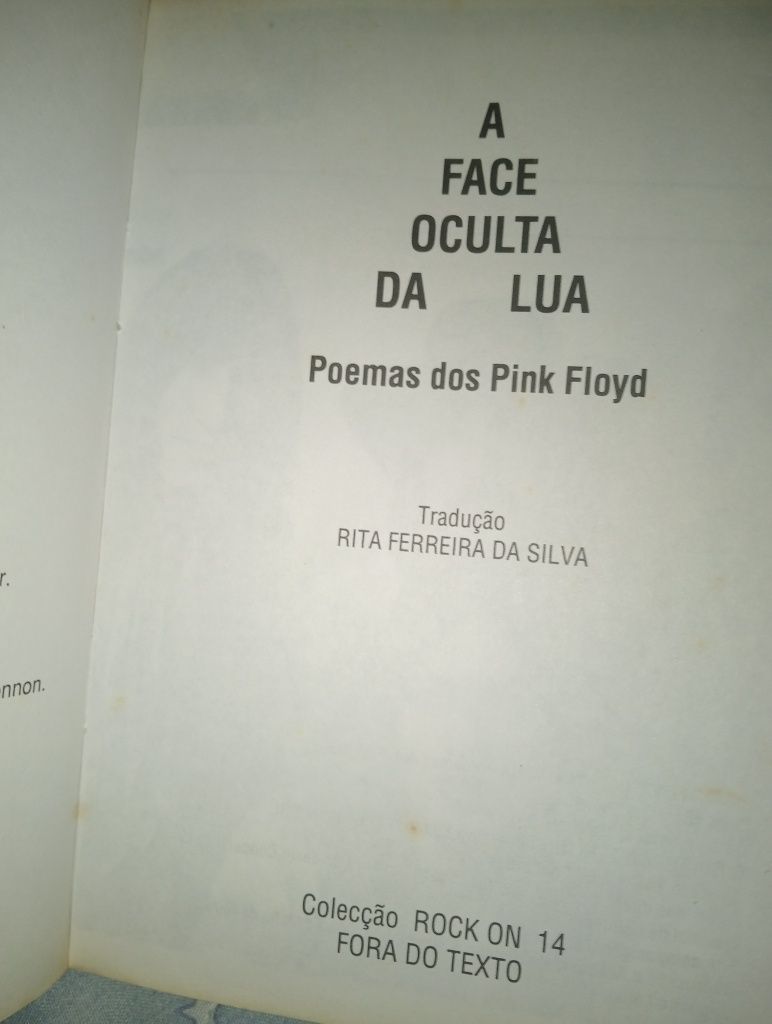 A
FACE
OCULTA
DA LUA
Poemas dos Pink Floyd
Tradução
RITA FERREIRA DA SILVA
Colecção ROCK ON 14
FORA DO TEXTO